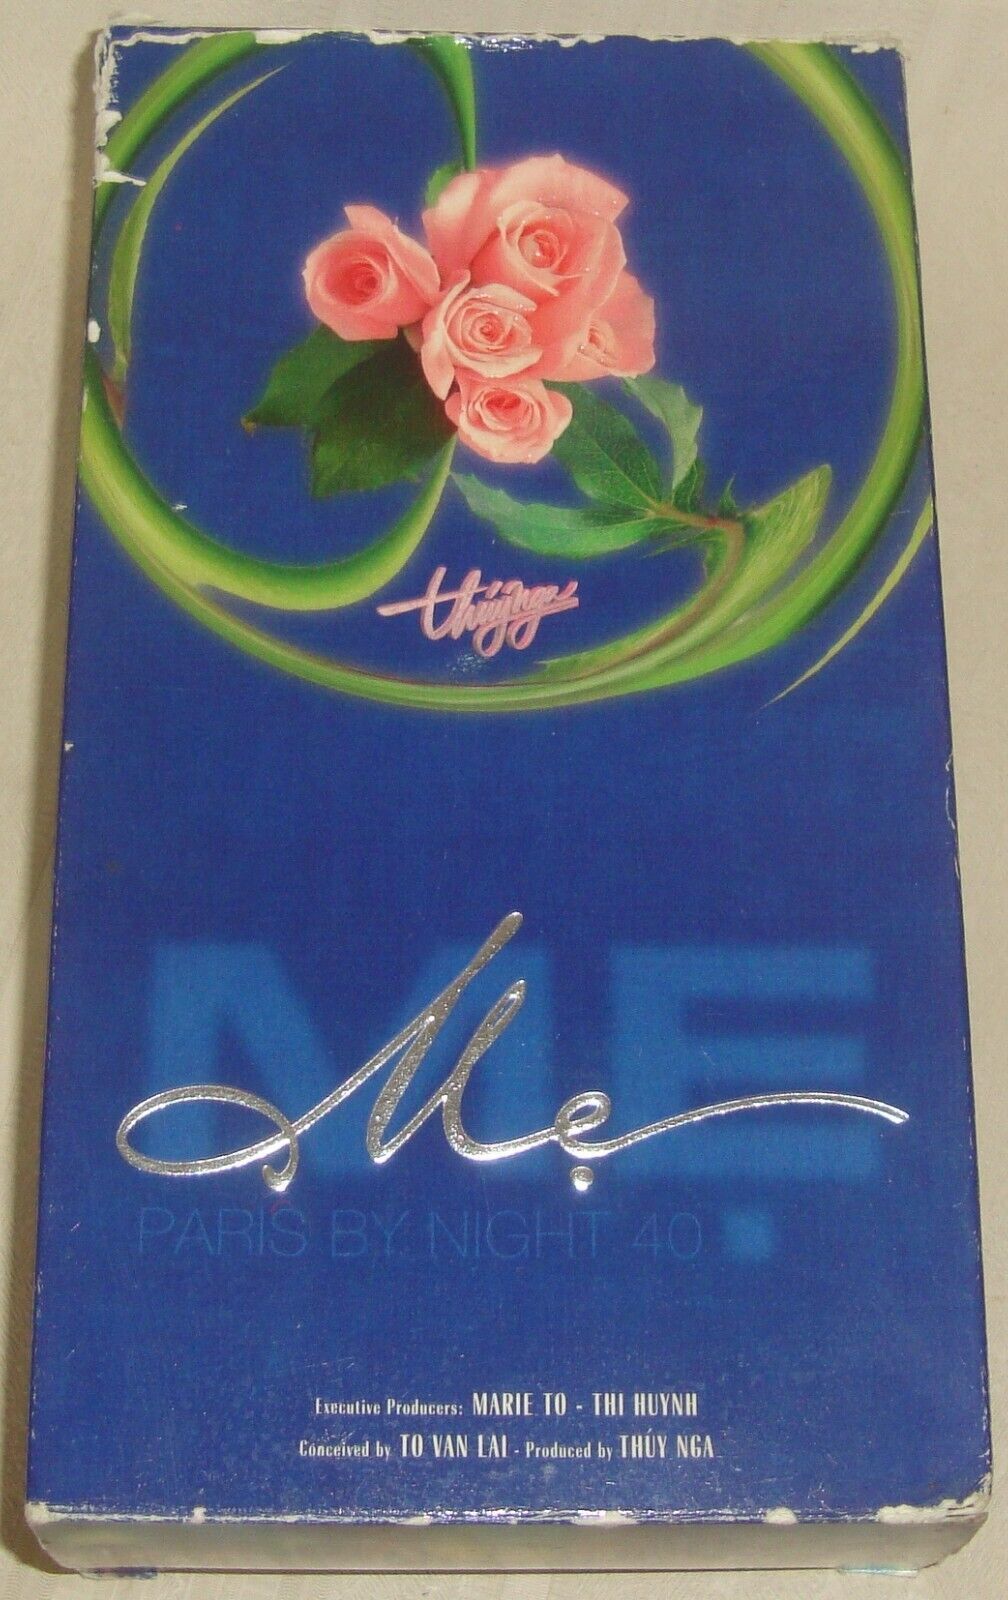 thúy nga
MẸ
Mẹ
PARIS BY NIGHT 40
Executive Producers: MARIE TO - THI HUYNH
Conceived by TO VAN LAI - Produced by THÚY NGA